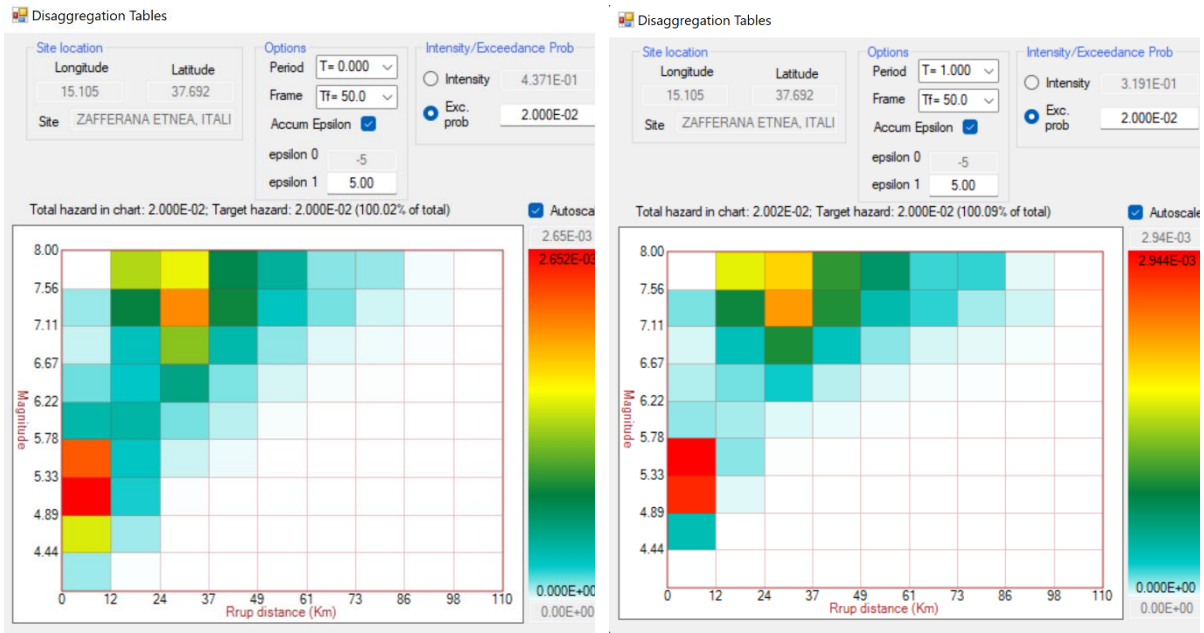 Disaggregation Tables
Site location
Longitude Latitude
15.105 37.692
Site ZAFFERANA ETNEA, ITALI
Options
Period T= 0.000
Frame Tf= 50.0
Accum Epsilon
epsilon 0 -5
epsilon 1 5.00
Intensity/Exceedance Prob
Intensity 4.371E-01
Exc. prob 2.000E-02
Total hazard in chart: 2.000E-02; Target hazard: 2.000E-02 (100.02% of total)
Autosca
2.65E-03
2.652E-03
0.000E+00
0.00E+00
Magnitude
8.00
7.56
7.11
6.67
6.22
5.78
5.33
4.89
4.44
0 12 24 37 49 61 73 86 98 110
Rrup distance (Km)
Disaggregation Tables
Site location
Longitude Latitude
15.105 37.692
Site ZAFFERANA ETNEA, ITALI
Options
Period T= 1.000
Frame Tf= 50.0
Accum Epsilon
epsilon 0 -5
epsilon 1 5.00
Intensity/Exceedance Prob
Intensity 3.191E-01
Exc. prob 2.000E-02
Total hazard in chart: 2.002E-02; Target hazard: 2.000E-02 (100.09% of total)
Autoscale
2.94E-03
2.944E-03
0.000E+00
0.00E+00
Magnitude
8.00
7.56
7.11
6.67
6.22
5.78
5.33
4.89
4.44
0 12 24 37 49 61 73 86 98 110
Rrup distance (Km)